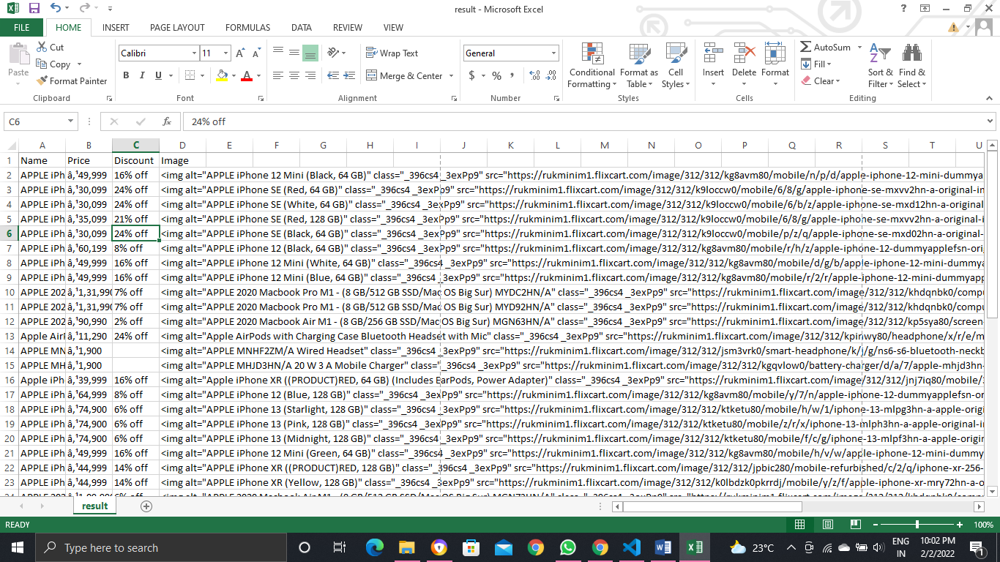 result - Microsoft Excel
FILE HOME INSERT PAGE LAYOUT FORMULAS DATA REVIEW VIEW
Paste Cut Copy Format Painter Calibri 11 B I U Wrap Text Merge & Center General $ % Conditional Formatting Format as Table Cell Styles Insert Delete Format AutoSum Fill Clear Sort & Filter Find & Select
Clipboard Font Alignment Number Styles Cells Editing
C6 fx 24% off
A B C D E F G H I J K L M N O P Q R S T U
1 Name Price Discount Image
2 APPLE iPh â‚¹49,999 16% off <img alt="APPLE iPhone 12 Mini (Black, 64 GB)" class="_396cs4 _3exPp9" src="https://rukminim1.flixcart.com/image/312/312/kg8avm80/mobile/n/p/d/apple-iphone-12-mini-dummya
3 APPLE iPh â‚¹30,099 24% off <img alt="APPLE iPhone SE (Red, 64 GB)" class="_396cs4 _3exPp9" src="https://rukminim1.flixcart.com/image/312/312/k9loccw0/mobile/6/8/g/apple-iphone-se-mxvv2hn-a-original-in
4 APPLE iPh â‚¹30,099 24% off <img alt="APPLE iPhone SE (White, 64 GB)" class="_396cs4 _3exPp9" src="https://rukminim1.flixcart.com/image/312/312/k9loccw0/mobile/6/b/z/apple-iphone-se-mxd12hn-a-original
5 APPLE iPh â‚¹35,099 21% off <img alt="APPLE iPhone SE (Red, 128 GB)" class="_396cs4 _3exPp9" src="https://rukminim1.flixcart.com/image/312/312/k9loccw0/mobile/6/8/g/apple-iphone-se-mxvv2hn-a-original-i
6 APPLE iPh â‚¹30,099 24% off <img alt="APPLE iPhone SE (Black, 64 GB)" class="_396cs4 _3exPp9" src="https://rukminim1.flixcart.com/image/312/312/k9loccw0/mobile/p/z/q/apple-iphone-se-mxd02hn-a-original-
7 APPLE iPh â‚¹60,199 8% off <img alt="APPLE iPhone 12 (Black, 64 GB)" class="_396cs4 _3exPp9" src="https://rukminim1.flixcart.com/image/312/312/kg8avm80/mobile/r/h/z/apple-iphone-12-dummyapplefsn-ori
8 APPLE iPh â‚¹49,999 16% off <img alt="APPLE iPhone 12 Mini (White, 64 GB)" class="_396cs4 _3exPp9" src="https://rukminim1.flixcart.com/image/312/312/kg8avm80/mobile/d/g/b/apple-iphone-12-mini-dummya
9 APPLE iPh â‚¹49,999 16% off <img alt="APPLE iPhone 12 Mini (Blue, 64 GB)" class="_396cs4 _3exPp9" src="https://rukminim1.flixcart.com/image/312/312/kg8avm80/mobile/r/2/r/apple-iphone-12-mini-dummyapp
10 APPLE 202 â‚¹1,31,990 7% off <img alt="APPLE 2020 Macbook Pro M1 - (8 GB/512 GB SSD/Mac OS Big Sur) MYDC2HN/A" class="_396cs4 _3exPp9" src="https://rukminim1.flixcart.com/image/312/312/khdqnbk0/compu
11 APPLE 202 â‚¹1,31,990 7% off <img alt="APPLE 2020 Macbook Pro M1 - (8 GB/512 GB SSD/Mac OS Big Sur) MYD92HN/A" class="_396cs4 _3exPp9" src="https://rukminim1.flixcart.com/image/312/312/khdqnbk0/compu
12 APPLE 202 â‚¹90,990 2% off <img alt="APPLE 2020 Macbook Air M1 - (8 GB/256 GB SSD/Mac OS Big Sur) MGN63HN/A" class="_396cs4 _3exPp9" src="https://rukminim1.flixcart.com/image/312/312/kp5sya80/screen-
13 Apple AirP â‚¹11,290 24% off <img alt="Apple AirPods with Charging Case Bluetooth Headset with Mic" class="_396cs4 _3exPp9" src="https://rukminim1.flixcart.com/image/312/312/kpinwy80/headphone/x/r/e/m
14 APPLE MN â‚¹1,900 <img alt="APPLE MNHF2ZM/A Wired Headset" class="_396cs4 _3exPp9" src="https://rukminim1.flixcart.com/image/312/312/jsm3vrk0/smart-headphone/k/j/g/ns6-s6-bluetooth-neckb
15 APPLE MH â‚¹1,900 <img alt="APPLE MHJD3HN/A 20 W 3 A Mobile Charger" class="_396cs4 _3exPp9" src="https://rukminim1.flixcart.com/image/312/312/kgqvlow0/battery-charger/d/a/7/apple-mhjd3hn-
16 Apple iPh â‚¹39,999 16% off <img alt="Apple iPhone XR ((PRODUCT)RED, 64 GB) (Includes EarPods, Power Adapter)" class="_396cs4 _3exPp9" src="https://rukminim1.flixcart.com/image/312/312/jnj7iq80/mobile/
17 APPLE iPh â‚¹64,999 8% off <img alt="APPLE iPhone 12 (Blue, 128 GB)" class="_396cs4 _3exPp9" src="https://rukminim1.flixcart.com/image/312/312/kg8avm80/mobile/y/7/n/apple-iphone-12-dummyapplefsn-or
18 APPLE iPh â‚¹74,900 6% off <img alt="APPLE iPhone 13 (Starlight, 128 GB)" class="_396cs4 _3exPp9" src="https://rukminim1.flixcart.com/image/312/312/ktketu80/mobile/h/w/1/iphone-13-mlpg3hn-a-apple-orig
19 APPLE iPh â‚¹74,900 6% off <img alt="APPLE iPhone 13 (Pink, 128 GB)" class="_396cs4 _3exPp9" src="https://rukminim1.flixcart.com/image/312/312/ktketu80/mobile/z/r/x/iphone-13-mlph3hn-a-apple-original-in
20 APPLE iPh â‚¹74,900 6% off <img alt="APPLE iPhone 13 (Midnight, 128 GB)" class="_396cs4 _3exPp9" src="https://rukminim1.flixcart.com/image/312/312/ktketu80/mobile/f/c/g/iphone-13-mlpf3hn-a-apple-origin
21 APPLE iPh â‚¹49,999 16% off <img alt="APPLE iPhone 12 Mini (Green, 64 GB)" class="_396cs4 _3exPp9" src="https://rukminim1.flixcart.com/image/312/312/kg8avm80/mobile/h/v/w/apple-iphone-12-mini-dummy
22 APPLE iPh â‚¹44,999 14% off <img alt="APPLE iPhone XR ((PRODUCT)RED, 128 GB)" class="_396cs4 _3exPp9" src="https://rukminim1.flixcart.com/image/312/312/jpbic280/mobile-refurbished/c/2/q/iphone-xr-256-
23 APPLE iPh â‚¹44,999 14% off <img alt="APPLE iPhone XR (Yellow, 128 GB)" class="_396cs4 _3exPp9" src="https://rukminim1.flixcart.com/image/312/312/k0lbdzk0pkrrdj/mobile/y/z/f/apple-iphone-xr-mry72hn-a-o
result
READY 100%
Type here to search 23°C ENG IN 10:02 PM 2/2/2022 1